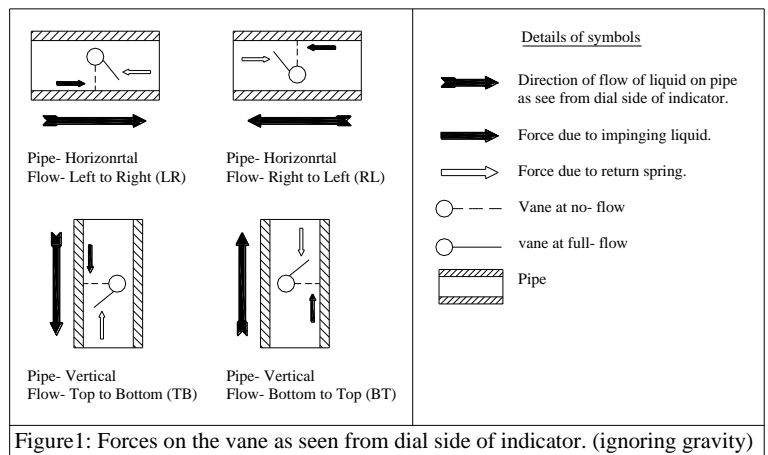 Pipe- Horizonrtal
Flow- Left to Right (LR)
Pipe- Horizonrtal
Flow- Right to Left (RL)
Pipe- Vertical
Flow- Top to Bottom (TB)
Pipe- Vertical
Flow- Bottom to Top (BT)
Details of symbols
Direction of flow of liquid on pipe
as see from dial side of indicator.
Force due to impinging liquid.
Force due to return spring.
Vane at no- flow
vane at full- flow
Pipe
Figure1: Forces on the vane as seen from dial side of indicator. (ignoring gravity)